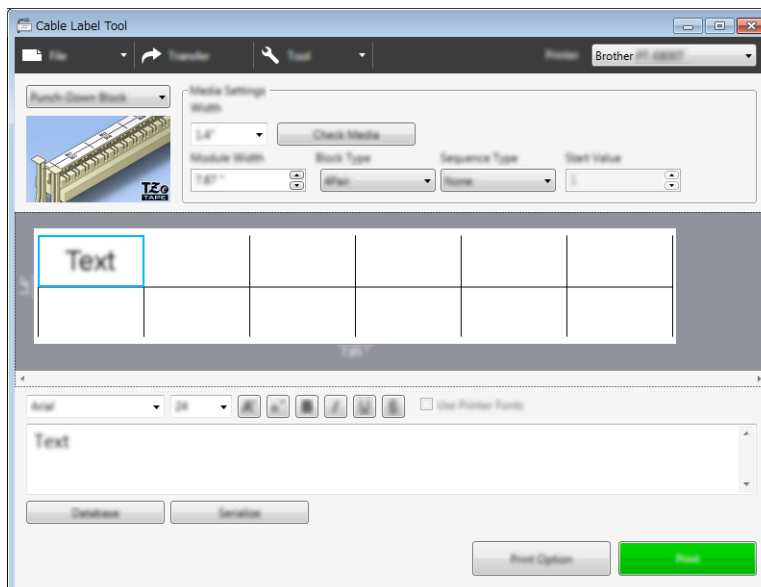 Cable Label Tool
File
Transfer
Tool
Printer
Brother
Punch-Down Block
Media Settings
Width
1.4"
Check Media
Module Width
Block Type
Sequence Type
Start Value
7.87 "
4Pair
None
1
TZe
TAPE
Text
Arial
24
B
I
U
Use Printer Fonts
Text
Database
Serialize
Print Option
Print